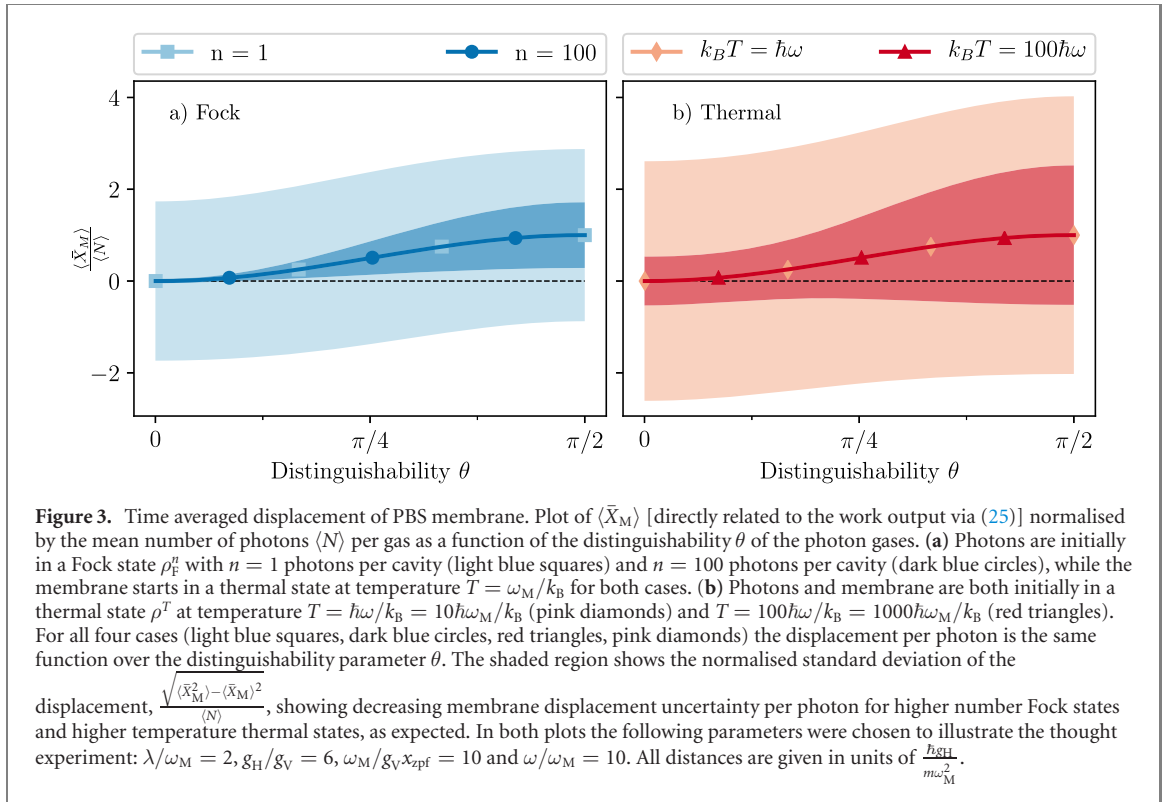 n = 1
n = 100
k_B T = ħω
k_B T = 100ħω
a) Fock
b) Thermal
4
2
0
−2
⟨X̄_M⟩/⟨N⟩
0
π/4
π/2
0
π/4
π/2
Distinguishability θ
Distinguishability θ
Figure 3. Time averaged displacement of PBS membrane. Plot of ⟨X̄_M⟩ [directly related to the work output via (25)] normalised
by the mean number of photons ⟨N⟩ per gas as a function of the distinguishability θ of the photon gases. (a) Photons are initially
in a Fock state ρ_F^n with n = 1 photons per cavity (light blue squares) and n = 100 photons per cavity (dark blue circles), while the
membrane starts in a thermal state at temperature T = ω_M/k_B for both cases. (b) Photons and membrane are both initially in a
thermal state ρ^T at temperature T = ħω/k_B = 10ħω_M/k_B (pink diamonds) and T = 100ħω/k_B = 1000ħω_M/k_B (red triangles).
For all four cases (light blue squares, dark blue circles, red triangles, pink diamonds) the displacement per photon is the same
function over the distinguishability parameter θ. The shaded region shows the normalised standard deviation of the
displacement, √(⟨X̄_M^2⟩−⟨X̄_M⟩^2)/⟨N⟩, showing decreasing membrane displacement uncertainty per photon for higher number Fock states
and higher temperature thermal states, as expected. In both plots the following parameters were chosen to illustrate the thought
experiment: λ/ω_M = 2, g_H/g_V = 6, ω_M/g_V x_zpf = 10 and ω/ω_M = 10. All distances are given in units of ħg_H/mω_M^2.